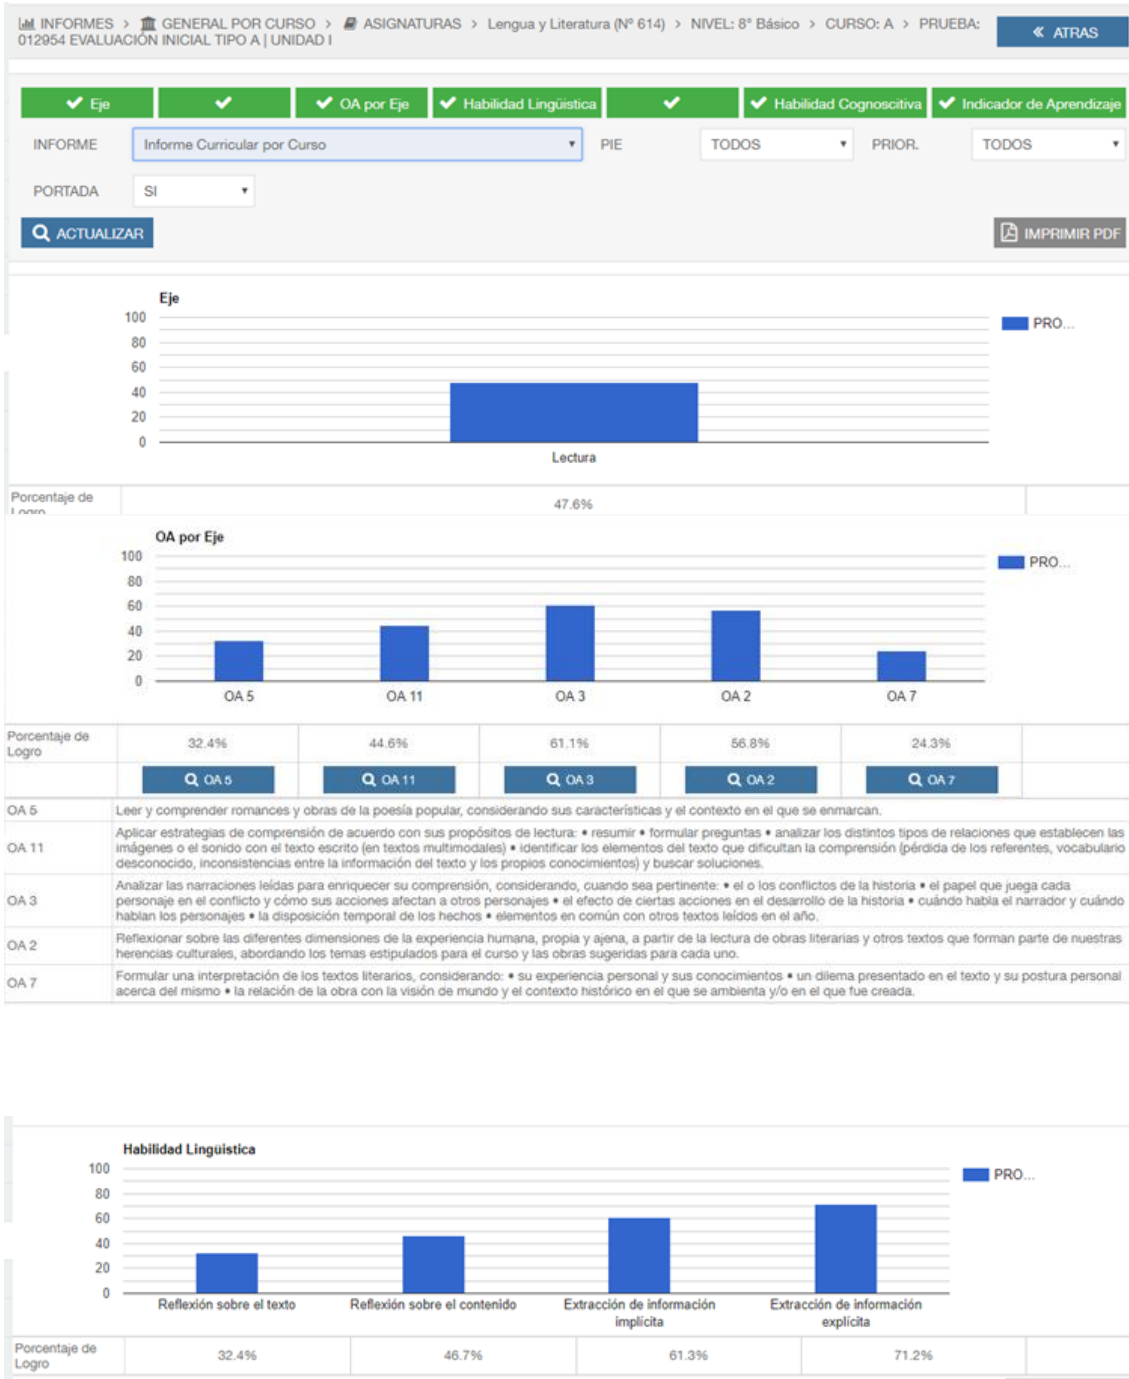 INFORMES > GENERAL POR CURSO > ASIGNATURAS > Lengua y Literatura (Nº 614) > NIVEL: 8° Básico > CURSO: A > PRUEBA:
012954 EVALUACIÓN INICIAL TIPO A | UNIDAD I
« ATRAS
Eje
OA por Eje
Habilidad Lingüistica
Habilidad Cognoscitiva
Indicador de Aprendizaje
INFORME
Informe Curricular por Curso
PIE
TODOS
PRIOR.
TODOS
PORTADA
SI
ACTUALIZAR
IMPRIMIR PDF
Eje
100
80
60
40
20
0
PRO...
Lectura
Porcentaje de
Logro
47.6%
OA por Eje
100
80
60
40
20
0
PRO...
OA 5 OA 11 OA 3 OA 2 OA 7
Porcentaje de
Logro
32.4% 44.6% 61.1% 56.8% 24.3%
OA 5 OA 11 OA 3 OA 2 OA 7
OA 5 Leer y comprender romances y obras de la poesía popular, considerando sus características y el contexto en el que se enmarcan.
OA 11 Aplicar estrategias de comprensión de acuerdo con sus propósitos de lectura: • resumir • formular preguntas • analizar los distintos tipos de relaciones que establecen las
imágenes o el sonido con el texto escrito (en textos multimodales) • identificar los elementos del texto que dificultan la comprensión (pérdida de los referentes, vocabulario
desconocido, inconsistencias entre la información del texto y los propios conocimientos) y buscar soluciones.
OA 3 Analizar las narraciones leídas para enriquecer su comprensión, considerando, cuando sea pertinente: • el o los conflictos de la historia • el papel que juega cada
personaje en el conflicto y cómo sus acciones afectan a otros personajes • el efecto de ciertas acciones en el desarrollo de la historia • cuándo habla el narrador y cuándo
hablan los personajes • la disposición temporal de los hechos • elementos en común con otros textos leídos en el año.
OA 2 Reflexionar sobre las diferentes dimensiones de la experiencia humana, propia y ajena, a partir de la lectura de obras literarias y otros textos que forman parte de nuestras
herencias culturales, abordando los temas estipulados para el curso y las obras sugeridas para cada uno.
OA 7 Formular una interpretación de los textos literarios, considerando: • su experiencia personal y sus conocimientos • un dilema presentado en el texto y su postura personal
acerca del mismo • la relación de la obra con la visión de mundo y el contexto histórico en el que se ambienta y/o en el que fue creada.
Habilidad Lingüistica
100
80
60
40
20
0
PRO...
Reflexión sobre el texto Reflexión sobre el contenido Extracción de información Extracción de información
implícita explícita
Porcentaje de
Logro
32.4% 46.7% 61.3% 71.2%